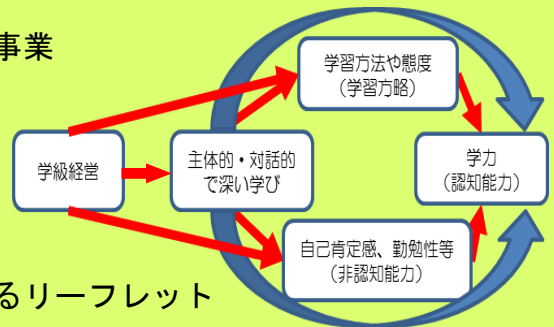 事業
学習方法や態度
(学習方略)
学級経営
主体的・対話的
で深い学び
学力
(認知能力)
自己肯定感、勤勉性等
(非認知能力)
るリーフレット